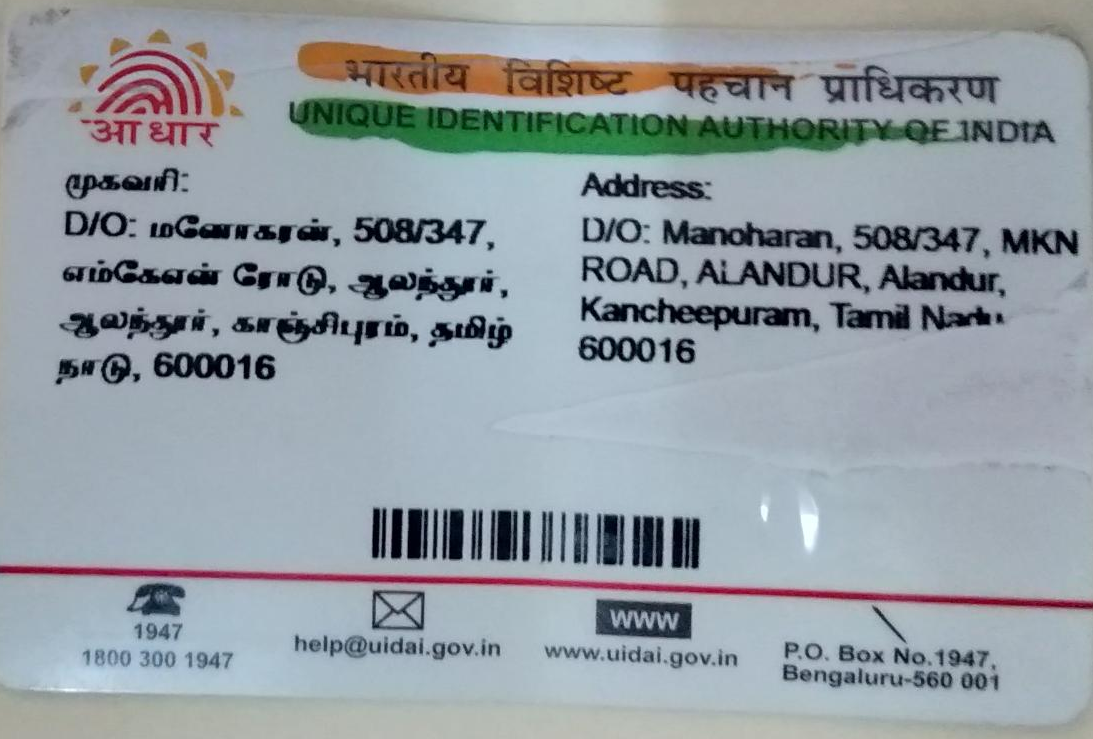 भारतीय विशिष्ट पहचान प्राधिकरण
UNIQUE IDENTIFICATION AUTHORITY OF INDIA
आधार
முகவரி:
D/O: மனோகரன், 508/347,
எம்கேஎன் ரோடு, ஆலந்தூர்,
ஆலந்தூர், காஞ்சிபுரம், தமிழ்
நாடு, 600016
Address:
D/O: Manoharan, 508/347, MKN
ROAD, ALANDUR, Alandur,
Kancheepuram, Tamil Nadu
600016
1947
1800 300 1947
help@uidai.gov.in
www
www.uidai.gov.in
P.O. Box No.1947,
Bengaluru-560 001